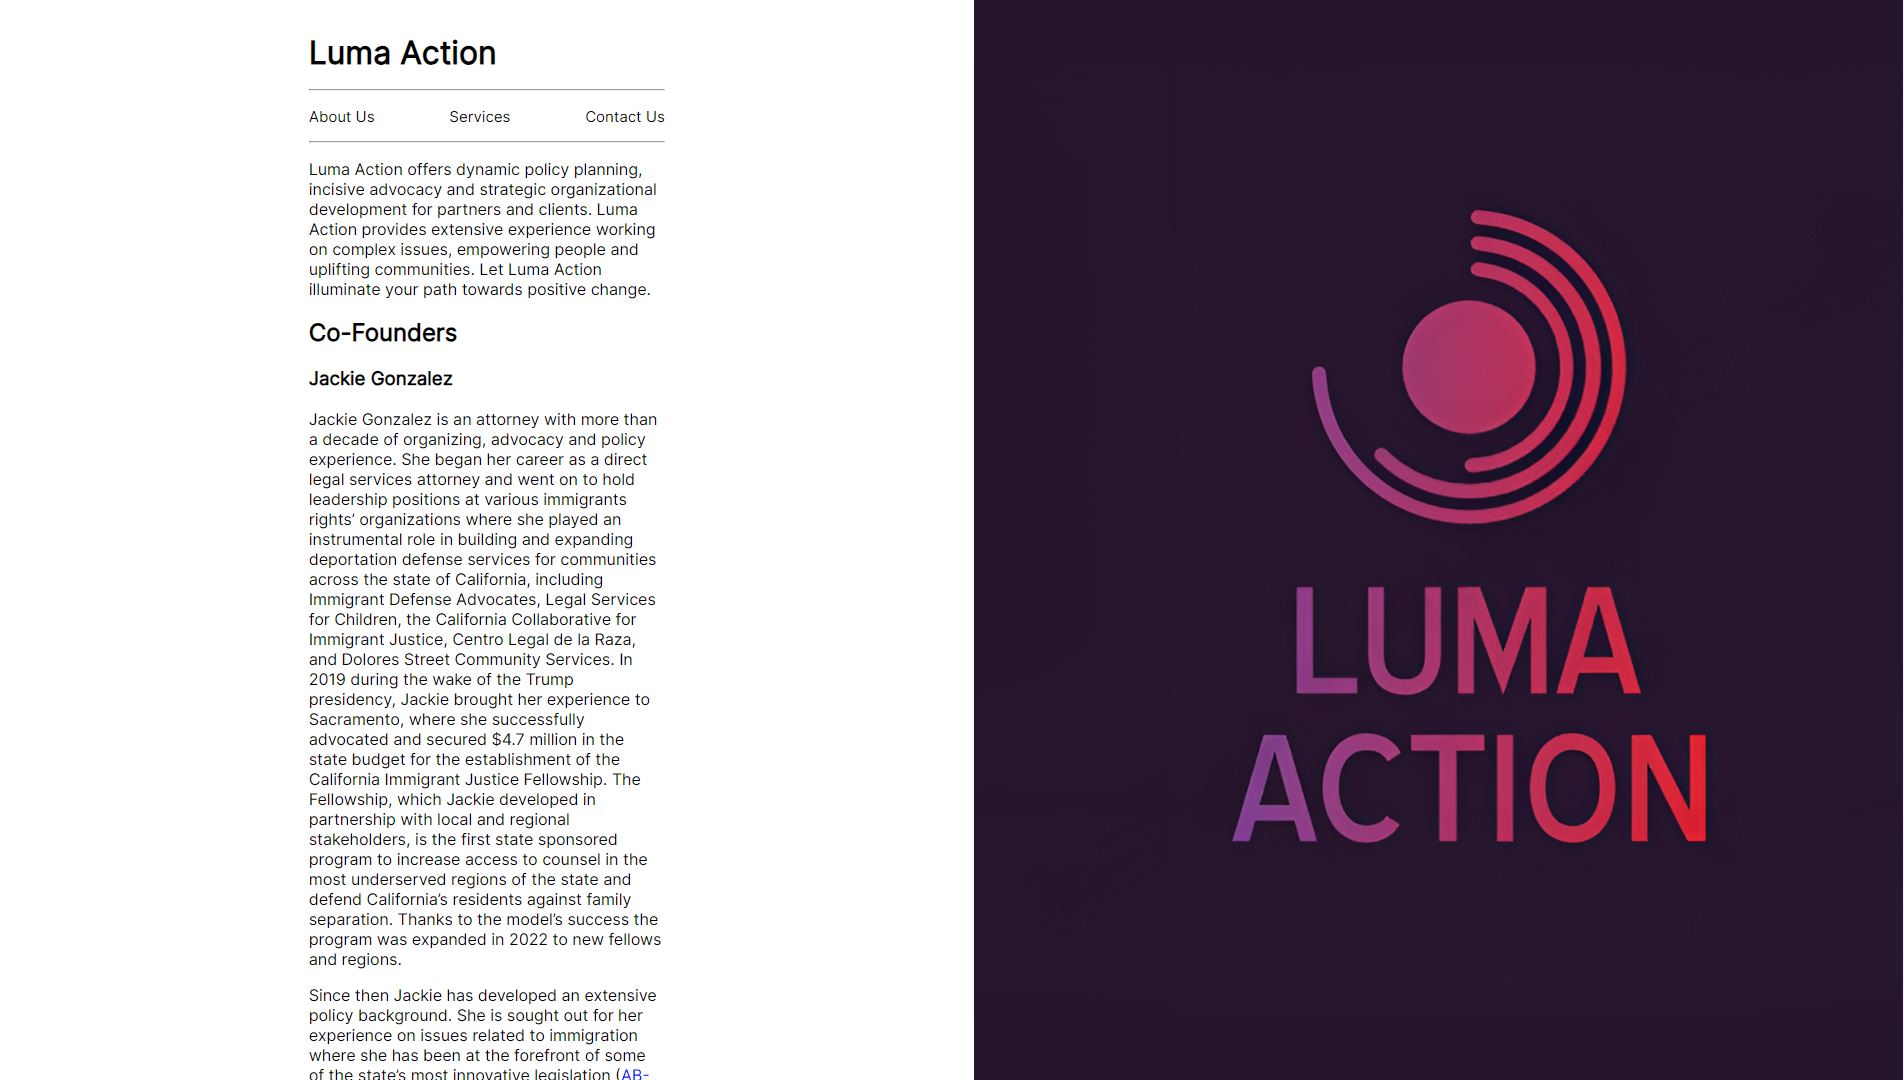 Luma Action
About Us Services Contact Us
Luma Action offers dynamic policy planning,
incisive advocacy and strategic organizational
development for partners and clients. Luma
Action provides extensive experience working
on complex issues, empowering people and
uplifting communities. Let Luma Action
illuminate your path towards positive change.
Co-Founders
Jackie Gonzalez
Jackie Gonzalez is an attorney with more than
a decade of organizing, advocacy and policy
experience. She began her career as a direct
legal services attorney and went on to hold
leadership positions at various immigrants
rights’ organizations where she played an
instrumental role in building and expanding
deportation defense services for communities
across the state of California, including
Immigrant Defense Advocates, Legal Services
for Children, the California Collaborative for
Immigrant Justice, Centro Legal de la Raza,
and Dolores Street Community Services. In
2019 during the wake of the Trump
presidency, Jackie brought her experience to
Sacramento, where she successfully
advocated and secured $4.7 million in the
state budget for the establishment of the
California Immigrant Justice Fellowship. The
Fellowship, which Jackie developed in
partnership with local and regional
stakeholders, is the first state sponsored
program to increase access to counsel in the
most underserved regions of the state and
defend California’s residents against family
separation. Thanks to the model’s success the
program was expanded in 2022 to new fellows
and regions.
Since then Jackie has developed an extensive
policy background. She is sought out for her
experience on issues related to immigration
where she has been at the forefront of some
of the state’s most innovative legislation (AB-
LUMA
ACTION